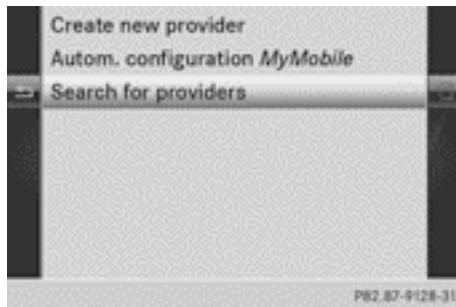 Create new provider
Autom. configuration MyMobile
Search for providers
P82.87-9128-31